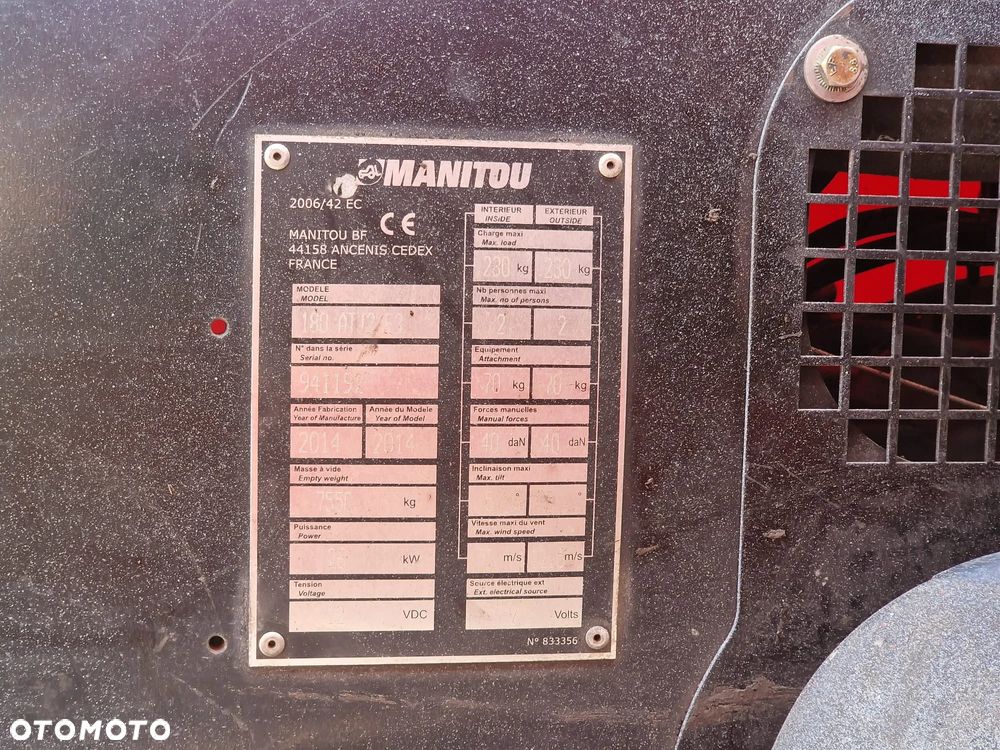 MANITOU
2006/42 EC
CE
MANITOU BF
44158 ANCENIS CEDEX
FRANCE
MODELE
MODEL
180
N° dans la série
Serial no.
Année Fabrication
Year of Manufacture
2014
Année du Modele
Year of Model
2014
Masse à vide
Empty weight
kg
Puissance
Power
kW
Tension
Voltage
VDC
INTERIEUR
INSIDE
EXTERIEUR
OUTSIDE
Charge maxi
Max. load
230 kg 230 kg
Nb personnes maxi
Max. no of persons
2 2
Equipement
Attachment
70 kg 70 kg
Forces manuelles
Manual forces
40 daN 40 daN
Inclinaison maxi
Max. tilt
° °
Vitesse maxi du vent
Max. wind speed
m/s m/s
Source électrique ext
Ext. electrical source
Volts
N° 833356
OTOMOTO